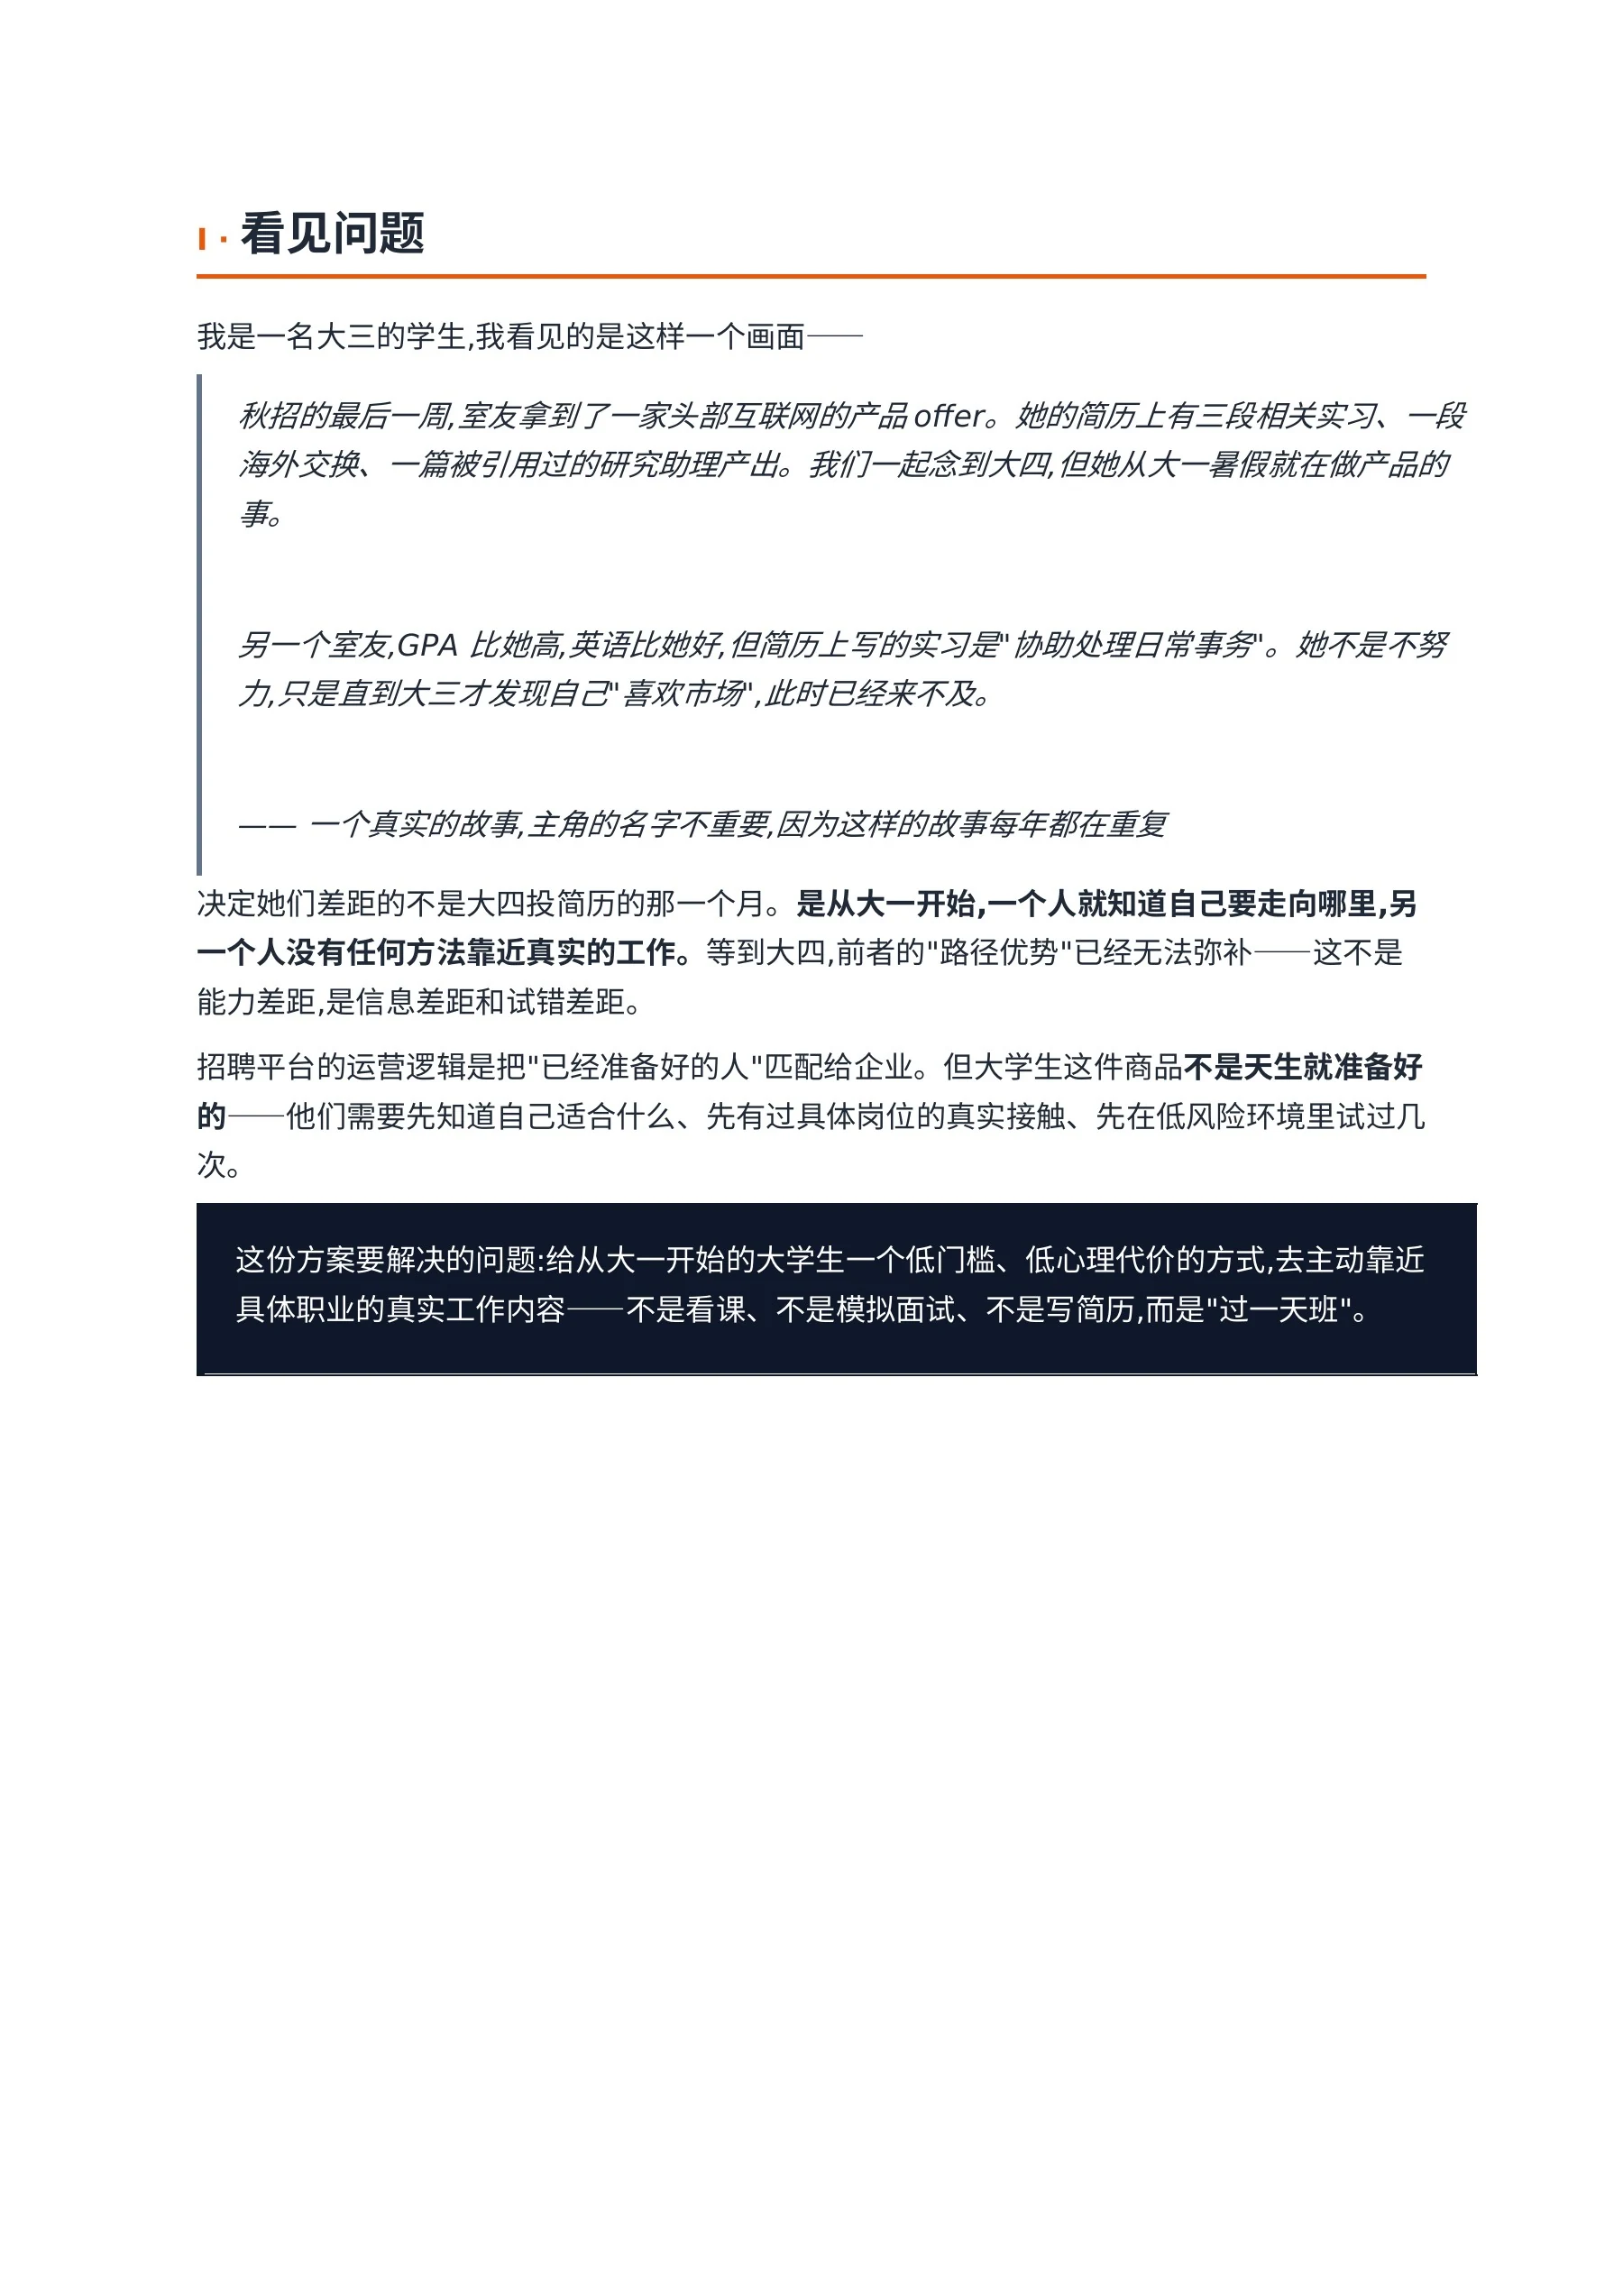 I · 看见问题
我是一名大三的学生,我看见的是这样一个画面——
秋招的最后一周,室友拿到了一家头部互联网的产品 offer。她的简历上有三段相关实习、一段
海外交换、一篇被引用过的研究助理产出。我们一起念到大四,但她从大一暑假就在做产品的
事。
另一个室友,GPA 比她高,英语比她好,但简历上写的实习是"协助处理日常事务"。她不是不努
力,只是直到大三才发现自己"喜欢市场",此时已经来不及。
—— 一个真实的故事,主角的名字不重要,因为这样的故事每年都在重复
决定她们差距的不是大四投简历的那一个月。是从大一开始,一个人就知道自己要走向哪里,另
一个人没有任何方法靠近真实的工作。等到大四,前者的"路径优势"已经无法弥补——这不是
能力差距,是信息差距和试错差距。
招聘平台的运营逻辑是把"已经准备好的人"匹配给企业。但大学生这件商品不是天生就准备好
的——他们需要先知道自己适合什么、先有过具体岗位的真实接触、先在低风险环境里试过几
次。
这份方案要解决的问题:给从大一开始的大学生一个低门槛、低心理代价的方式,去主动靠近
具体职业的真实工作内容——不是看课、不是模拟面试、不是写简历,而是"过一天班"。